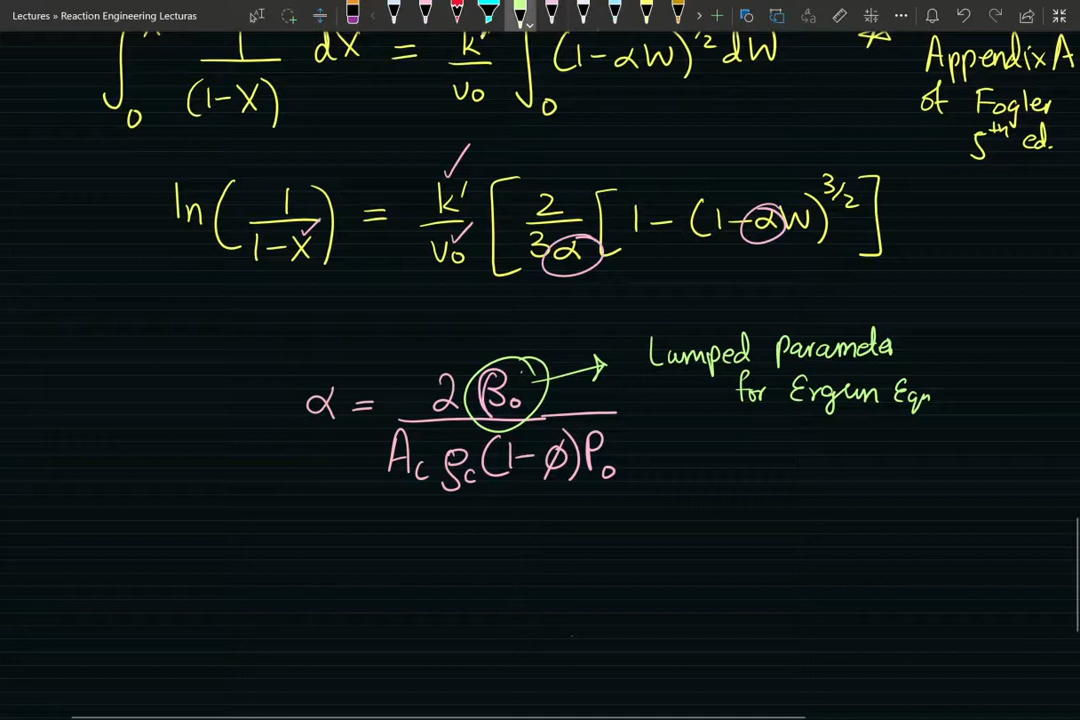 Lectures » Reaction Engineering Lecturas
∫₀ 1/(1-X) dX = k'/v₀ ∫₀ (1-αW)^1/2 dW
Appendix A
of Fogler
5th ed.
ln(1/(1-X)) = k'/v₀ [2/3α [1-(1-αW)^3/2]
α = 2β₀/(A_c ρ_c(1-φ)P₀)
Lumped parameter
for Ergun Eqn